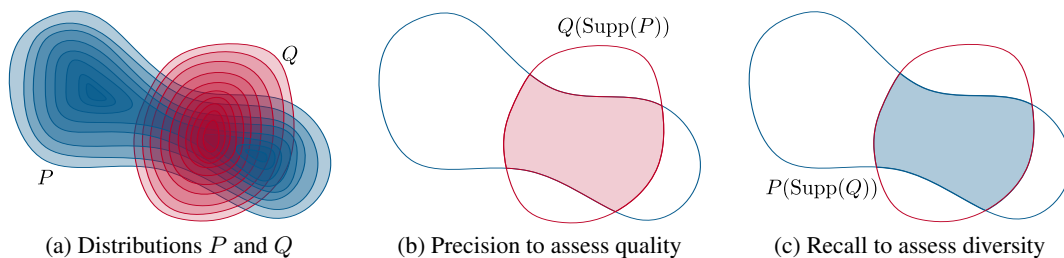 Q
P
(a) Distributions P and Q
Q(Supp(P))
(b) Precision to assess quality
P(Supp(Q))
(c) Recall to assess diversity